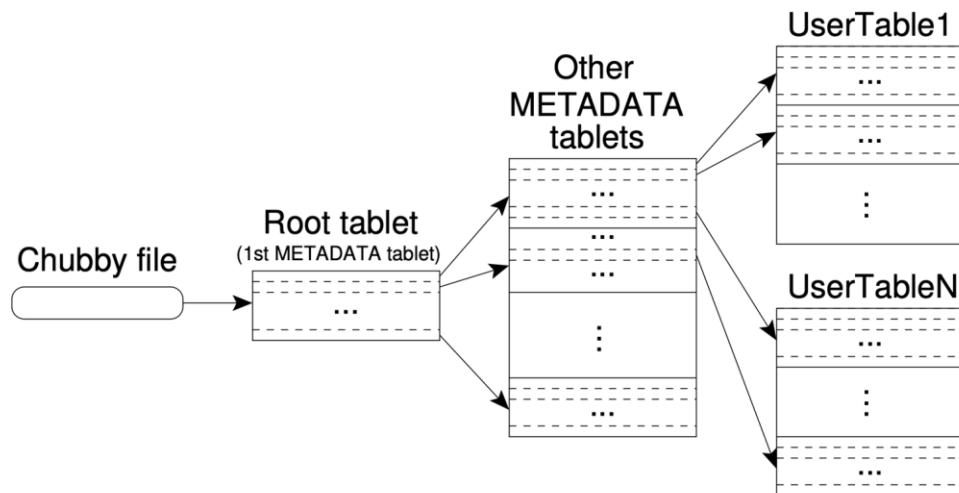 UserTable1
Other
METADATA
tablets
Root tablet
(1st METADATA tablet)
Chubby file
UserTableN
...
...
...
...
...
...
...
...
...
⋮
⋮
⋮